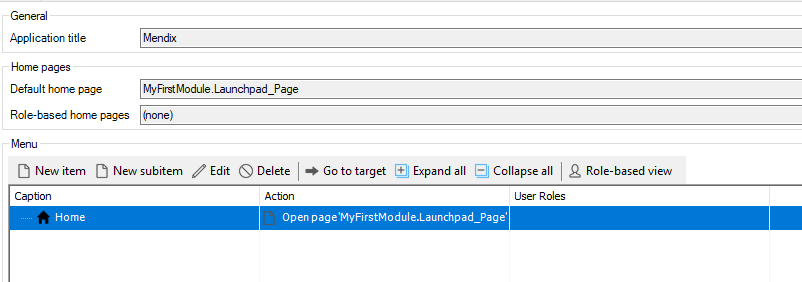 General
Application title Mendix
Home pages
Default home page MyFirstModule.Launchpad_Page
Role-based home pages (none)
Menu
New item New subitem Edit Delete Go to target Expand all Collapse all Role-based view
Caption Action User Roles
Home Open page 'MyFirstModule.Launchpad_Page'